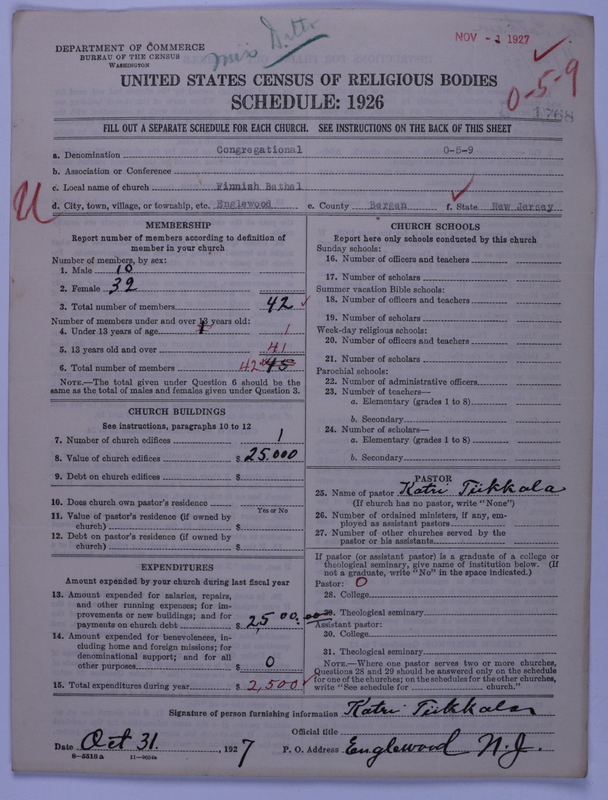 Miss Ditto
NOV -1 1927
DEPARTMENT OF COMMERCE
BUREAU OF THE CENSUS
WASHINGTON
0-5-9
1768
UNITED STATES CENSUS OF RELIGIOUS BODIES
SCHEDULE: 1926
FILL OUT A SEPARATE SCHEDULE FOR EACH CHURCH. SEE INSTRUCTIONS ON THE BACK OF THIS SHEET
a. Denomination Congregational 0-5-9
b. Association or Conference
c. Local name of church Finnish Bethel
d. City, town, village, or township, etc. Englewood e. County Bergen f. State New Jersey
U
MEMBERSHIP
Report number of members according to definition of member in your church
Number of members, by sex:
1. Male 10
2. Female 32
3. Total number of members 42
Number of members under and over 13 years old:
4. Under 13 years of age 1
5. 13 years old and over 41
6. Total number of members 42 45
NOTE.—The total given under Question 6 should be the same as the total of males and females given under Question 3.
CHURCH BUILDINGS
See instructions, paragraphs 10 to 12
7. Number of church edifices 1
8. Value of church edifices $ 25.000
9. Debt on church edifices $
10. Does church own pastor's residence
Yes or No
11. Value of pastor's residence (if owned by church) $
12. Debt on pastor's residence (if owned by church) $
EXPENDITURES
Amount expended by your church during last fiscal year
13. Amount expended for salaries, repairs, and other running expenses; for improvements or new buildings; and for payments on church debt $ 2,500.00
14. Amount expended for benevolences, including home and foreign missions; for denominational support; and for all other purposes $ 0
15. Total expenditures during year $ 2,500
CHURCH SCHOOLS
Report here only schools conducted by this church
Sunday schools:
16. Number of officers and teachers
17. Number of scholars
Summer vacation Bible schools:
18. Number of officers and teachers
19. Number of scholars
Week-day religious schools:
20. Number of officers and teachers
21. Number of scholars
Parochial schools:
22. Number of administrative officers
23. Number of teachers—
a. Elementary (grades 1 to 8)
b. Secondary
24. Number of scholars—
a. Elementary (grades 1 to 8)
b. Secondary
PASTOR
25. Name of pastor Katri Tiikkala
(If church has no pastor, write "None")
26. Number of ordained ministers, if any, employed as assistant pastors
27. Number of other churches served by the pastor or his assistants
If pastor (or assistant pastor) is a graduate of a college or theological seminary, give name of institution below. (If not a graduate, write "No" in the space indicated.)
Pastor: 0
28. College
29. Theological seminary
Assistant pastor:
30. College
31. Theological seminary
NOTE.—Where one pastor serves two or more churches, Questions 28 and 29 should be answered only on the schedule for one of the churches; on the schedules for the other churches, write "See schedule for church."
Signature of person furnishing information Katri Tiikkala
Official title
Date Oct 31, 1927 P. O. Address Englewood N.J.
8-5518a 11-9034a